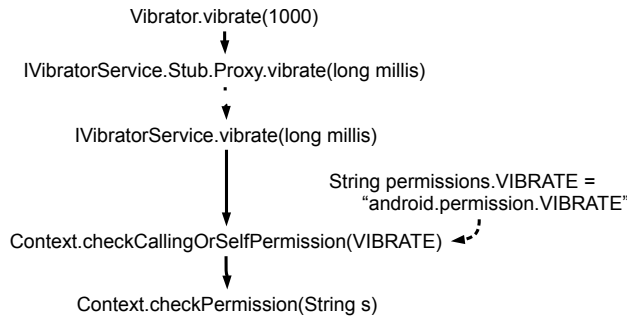 Vibrator.vibrate(1000)
IVibratorService.Stub.Proxy.vibrate(long millis)
IVibratorService.vibrate(long millis)
String permissions.VIBRATE =
“android.permission.VIBRATE”
Context.checkCallingOrSelfPermission(VIBRATE)
Context.checkPermission(String s)